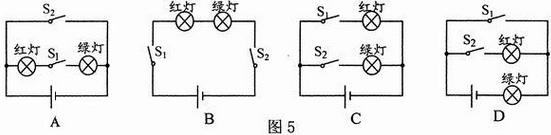 S₂
红灯 S₁ 绿灯
A
红灯 绿灯
S₁ S₂
B
S₁ 红灯
S₂ 绿灯
C
S₁
S₂ 红灯
绿灯
D
图5